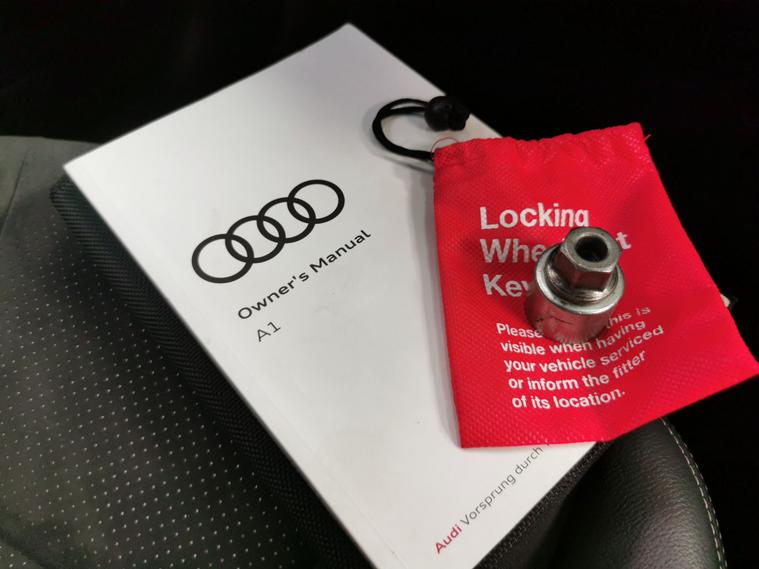 Owner's Manual
A1
Audi Vorsprung durch
Locking
Key
Please this is
visible when having
your vehicle serviced
or inform the fitter
of its location.